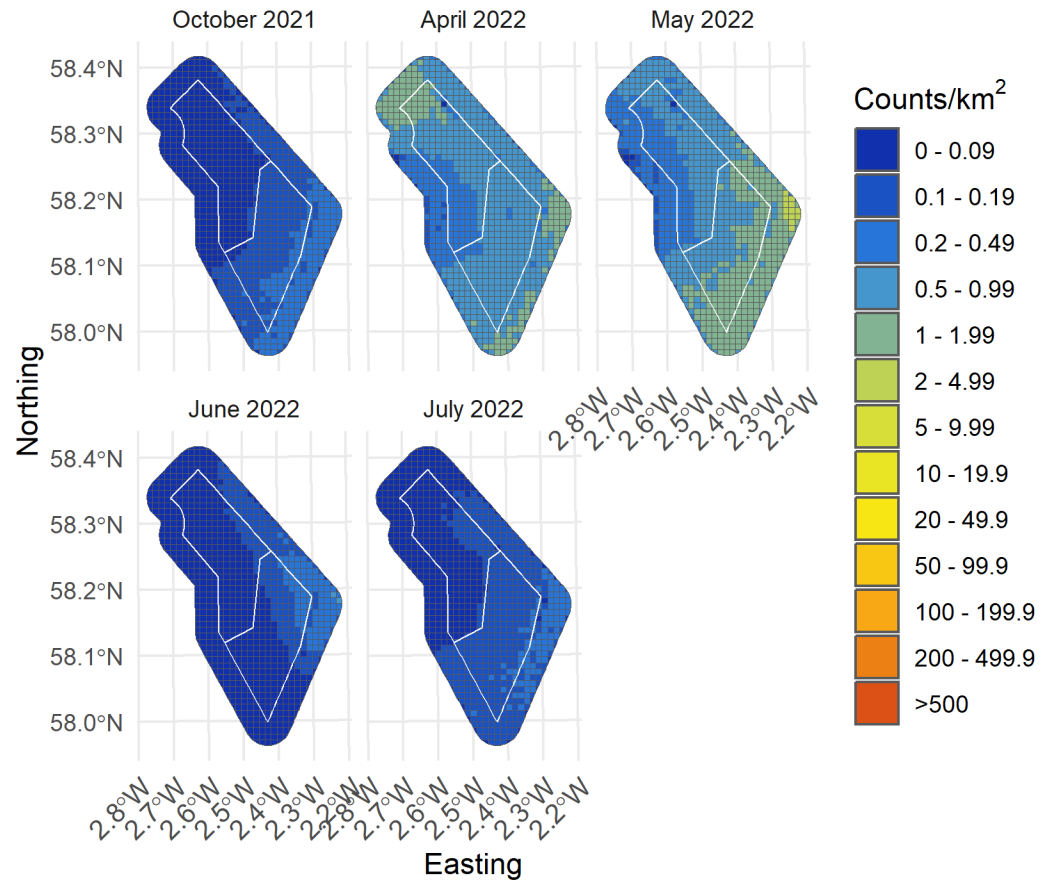 October 2021
April 2022
May 2022
58.4°N
58.3°N
58.2°N
58.1°N
58.0°N
2.8°W
2.7°W
2.6°W
2.5°W
2.4°W
2.3°W
2.2°W
June 2022
July 2022
58.4°N
58.3°N
58.2°N
58.1°N
58.0°N
2.8°W
2.7°W
2.6°W
2.5°W
2.4°W
2.3°W
2.2°W
2.8°W
2.7°W
2.6°W
2.5°W
2.4°W
2.3°W
2.2°W
Northing
Easting
Counts/km²
0 - 0.09
0.1 - 0.19
0.2 - 0.49
0.5 - 0.99
1 - 1.99
2 - 4.99
5 - 9.99
10 - 19.9
20 - 49.9
50 - 99.9
100 - 199.9
200 - 499.9
>500